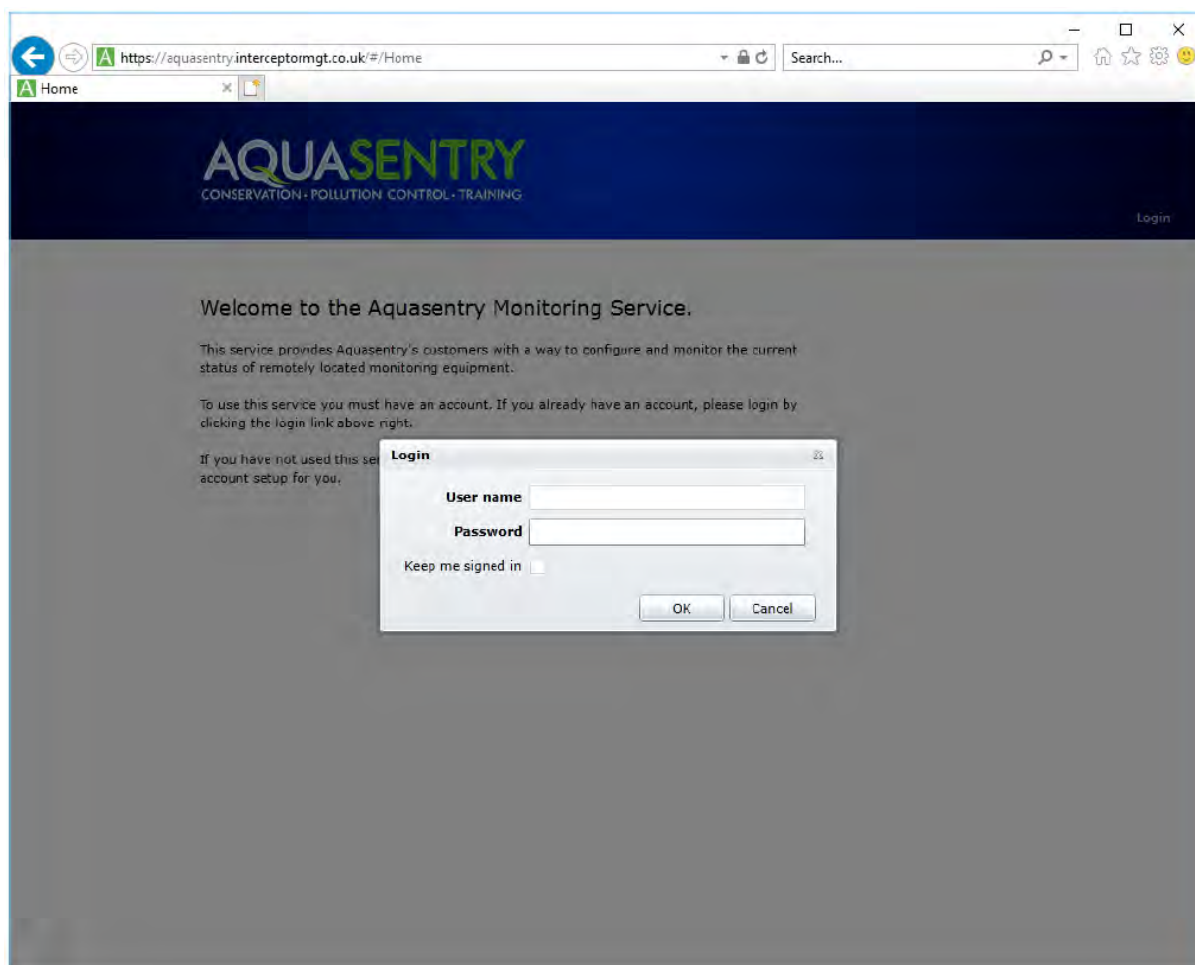 https://aquasentry.interceptormgt.co.uk/#/Home
Search...
Home
AQUASENTRY
CONSERVATION • POLLUTION CONTROL • TRAINING
Login
Welcome to the Aquasentry Monitoring Service.
This service provides Aquasentry's customers with a way to configure and monitor the current
status of remotely located monitoring equipment.
To use this service you must have an account. If you already have an account, please login by
clicking the login link above right.
If you have not used this
account setup for you.
Login
User name
Password
Keep me signed in
OK
Cancel